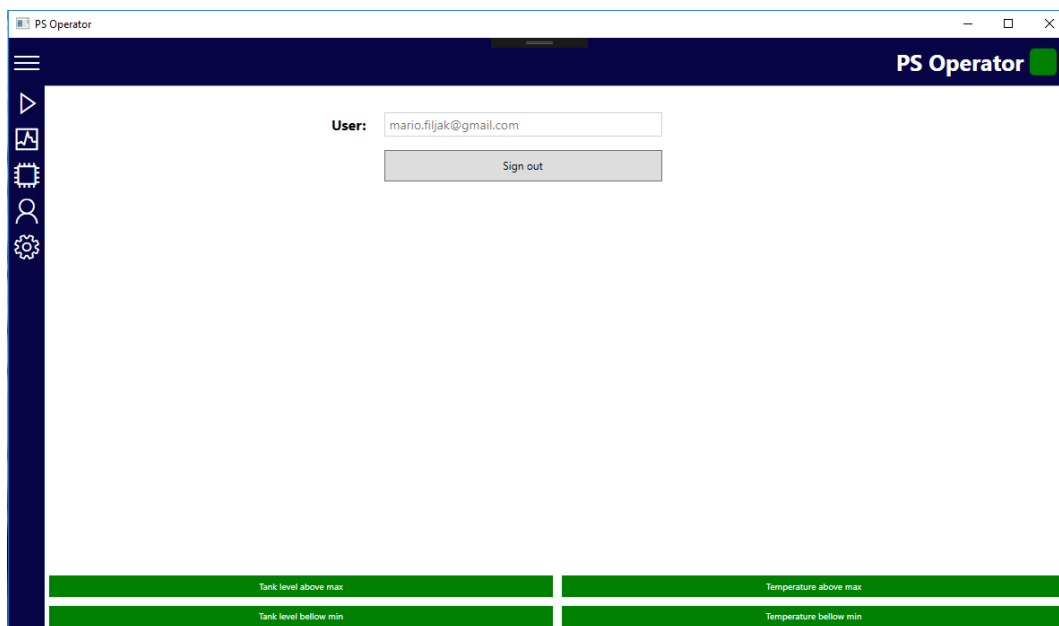 PS Operator
PS Operator
User: mario.filjak@gmail.com
Sign out
Tank level above max Temperature above max
Tank level bellow min Temperature bellow min